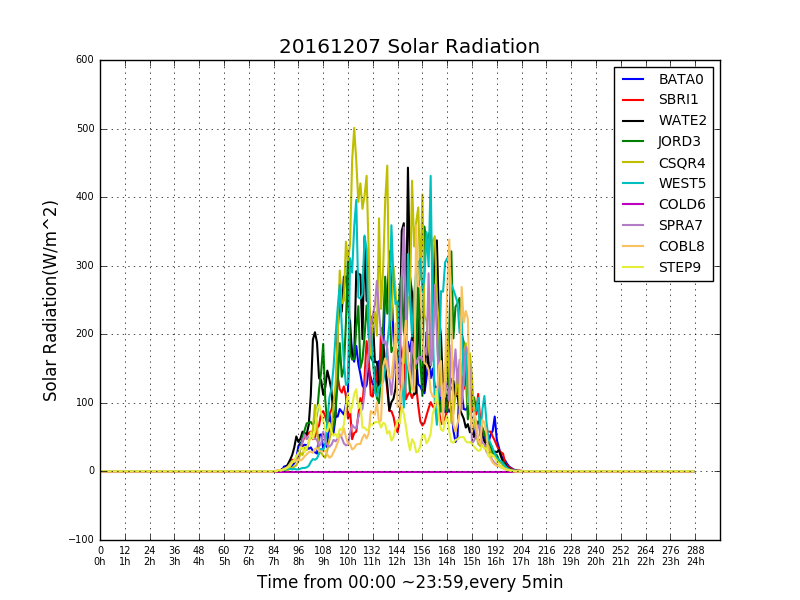 20161207 Solar Radiation
600
500
400
300
200
100
0
−100
Solar Radiation(W/m^2)
BATA0
SBRI1
WATE2
JORD3
CSQR4
WEST5
COLD6
SPRA7
COBL8
STEP9
0 12 24 36 48 60 72 84 96 108 120 132 144 156 168 180 192 204 216 228 240 252 264 276 288
0h 1h 2h 3h 4h 5h 6h 7h 8h 9h 10h 11h 12h 13h 14h 15h 16h 17h 18h 19h 20h 21h 22h 23h 24h
Time from 00:00 ~23:59,every 5min